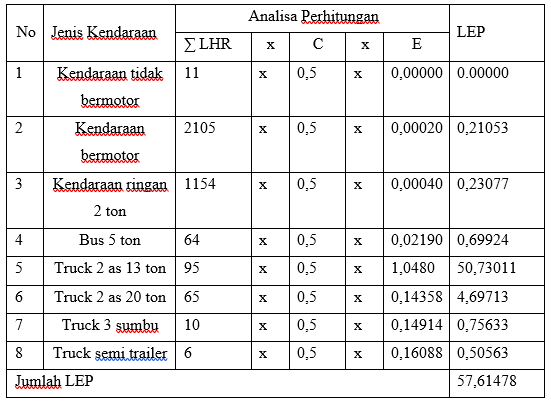 No Jenis Kendaraan Analisa Perhitungan LEP
∑ LHR x C x E
1 Kendaraan tidak bermotor 11 x 0,5 x 0,00000 0.00000
2 Kendaraan bermotor 2105 x 0,5 x 0,00020 0,21053
3 Kendaraan ringan 2 ton 1154 x 0,5 x 0,00040 0,23077
4 Bus 5 ton 64 x 0,5 x 0,02190 0,69924
5 Truck 2 as 13 ton 95 x 0,5 x 1,0480 50,73011
6 Truck 2 as 20 ton 65 x 0,5 x 0,14358 4,69713
7 Truck 3 sumbu 10 x 0,5 x 0,14914 0,75633
8 Truck semi trailer 6 x 0,5 x 0,16088 0,50563
Jumlah LEP 57,61478